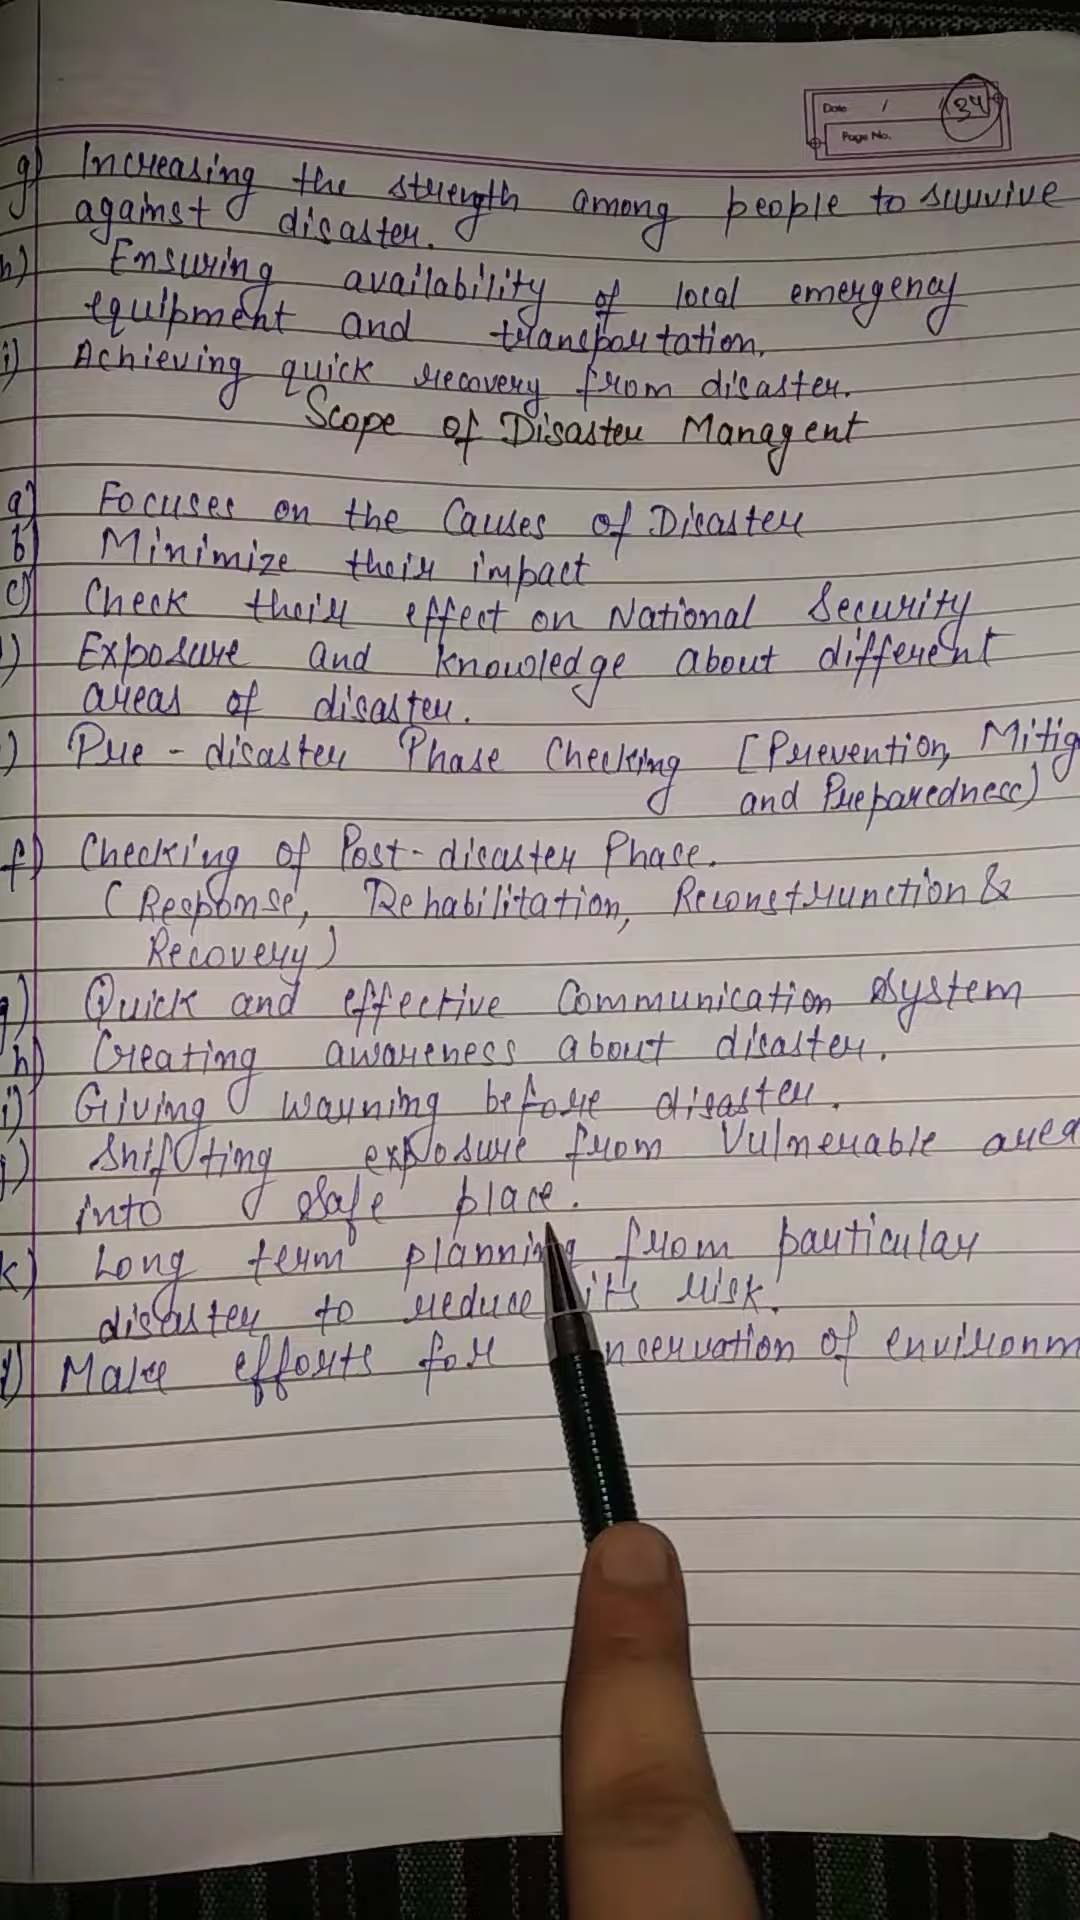 Date / / 34
Page No.
g) Increasing the strength among people to survive
against disaster.
h) Ensuring availability of local emergency
equipment and transportation.
i) Achieving quick recovery from disaster.
Scope of Disaster Managent
a) Focuses on the Causes of Disaster
b) Minimize their impact
c) Check their effect on National Security
) Exposure and knowledge about different
areas of disaster.
) Pre-disaster Phase Checking [Prevention, Mitig
and Preparedness)
f) Checking of Post-disaster Phase.
(Response, Rehabilitation, Reconstrunction &
Recovery)
g) Quick and effective Communication System
h) Creating awareness about disaster.
i) Giving warning before disaster.
j) Shifting exposure from Vulnerable area
into safe place.
k) Long term planning from particular
disaster to reduce its risk.
l) Make efforts for nservation of environm